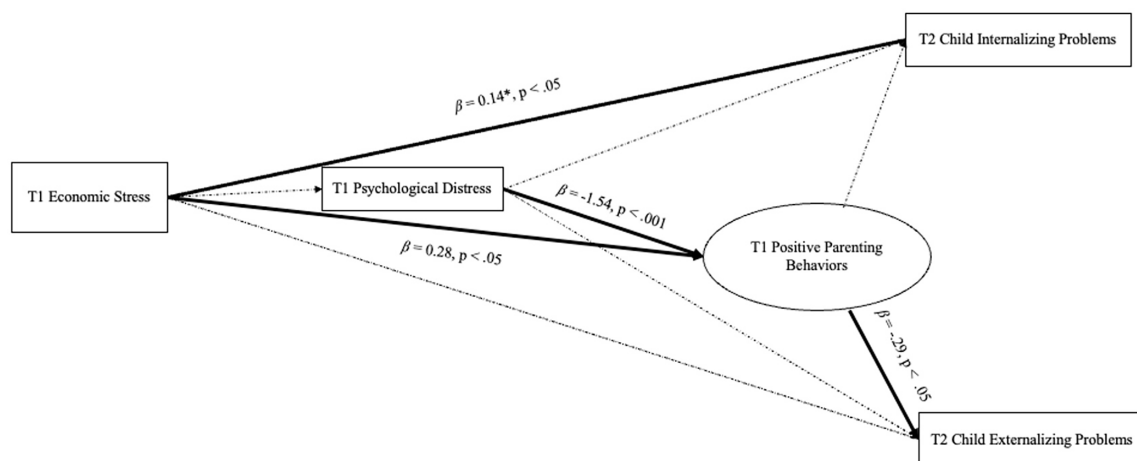 T2 Child Internalizing Problems
β = 0.14*, p < .05
T1 Economic Stress
T1 Psychological Distress
β = -1.54, p < .001
β = 0.28, p < .05
T1 Positive Parenting
Behaviors
β = -.29, p < .05
T2 Child Externalizing Problems